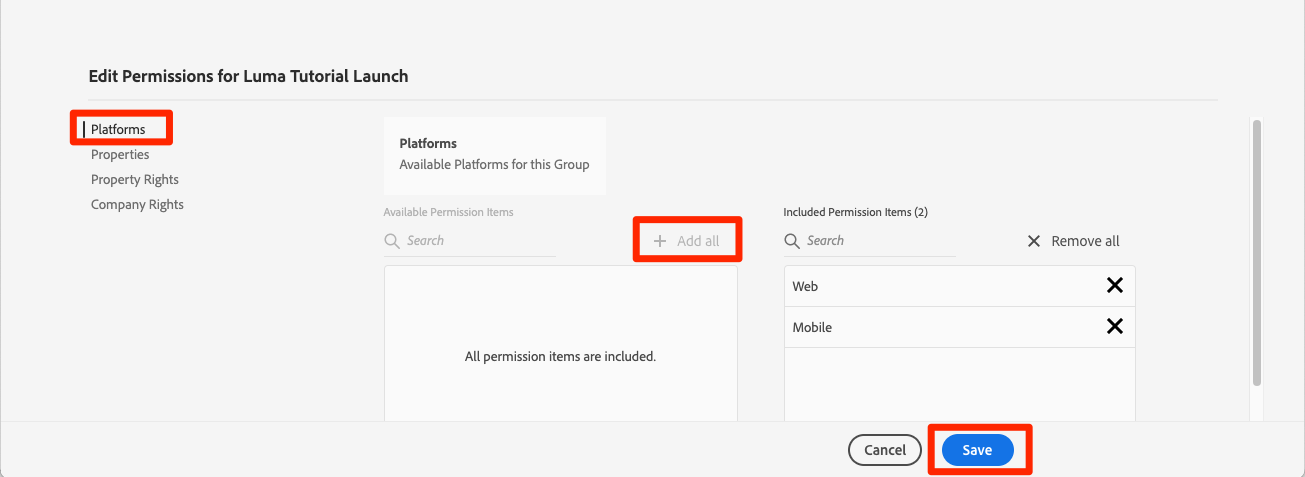 Edit Permissions for Luma Tutorial Launch
Platforms
Properties
Property Rights
Company Rights
Platforms
Available Platforms for this Group
Available Permission Items
Search
Add all
All permission items are included.
Included Permission Items (2)
Search
Remove all
Web
Mobile
Cancel
Save